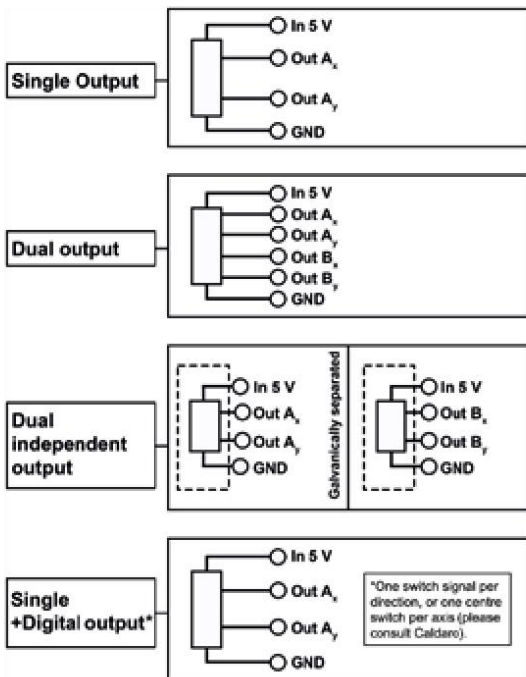 Single Output
In 5 V
Out Ax
Out Ay
GND
Dual output
In 5 V
Out Ax
Out Ay
Out Bx
Out By
GND
Dual
independent
output
In 5 V
Out Ax
Out Ay
GND
Galvanically separated
In 5 V
Out Bx
Out By
GND
Single
+Digital output*
In 5 V
Out Ax
Out Ay
GND
*One switch signal per
direction, or one centre
switch per axis (please
consult Caldaro).